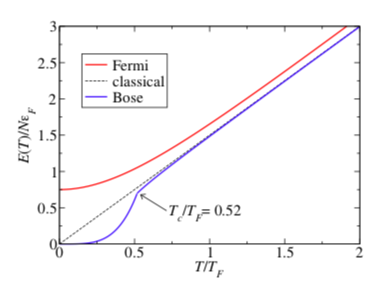 3
2.5
2
1.5
1
0.5
0
E(T)/Nε_F
Fermi
classical
Bose
T_c/T_F= 0.52
0 0.5 1 1.5 2
T/T_F